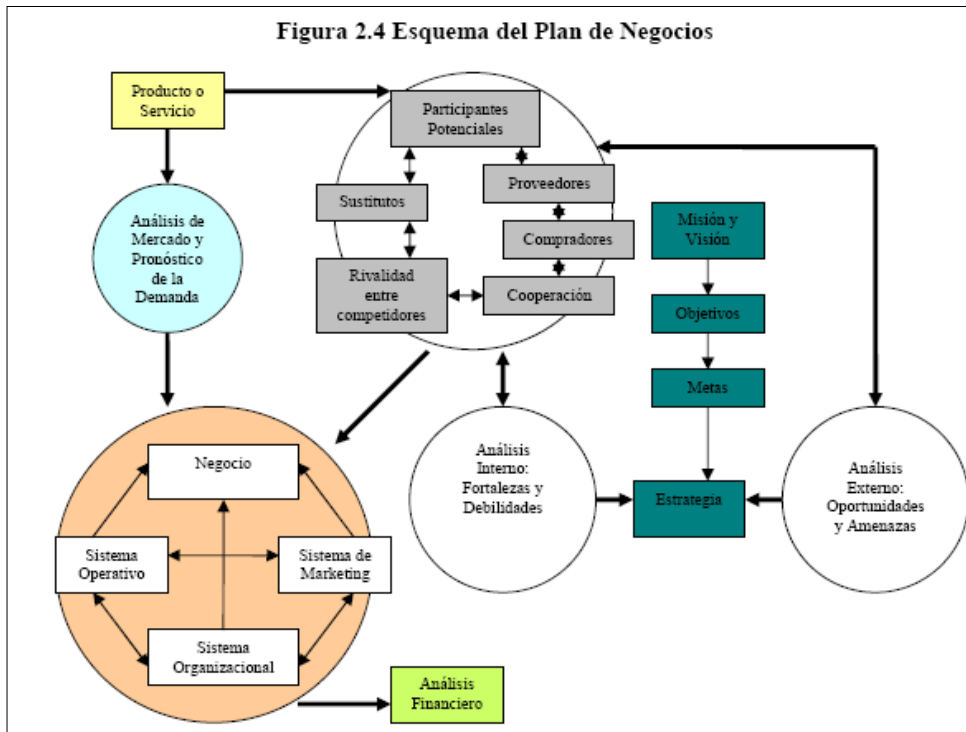 Figura 2.4 Esquema del Plan de Negocios
Producto o
Servicio
Participantes
Potenciales
Proveedores
Sustitutos
Compradores
Rivalidad
entre
competidores
Cooperación
Análisis de
Mercado y
Pronóstico
de la
Demanda
Misión y
Visión
Objetivos
Metas
Estrategia
Análisis
Interno:
Fortalezas y
Debilidades
Análisis
Externo:
Oportunidades
y Amenazas
Negocio
Sistema
Operativo
Sistema de
Marketing
Sistema
Organizacional
Análisis
Financiero